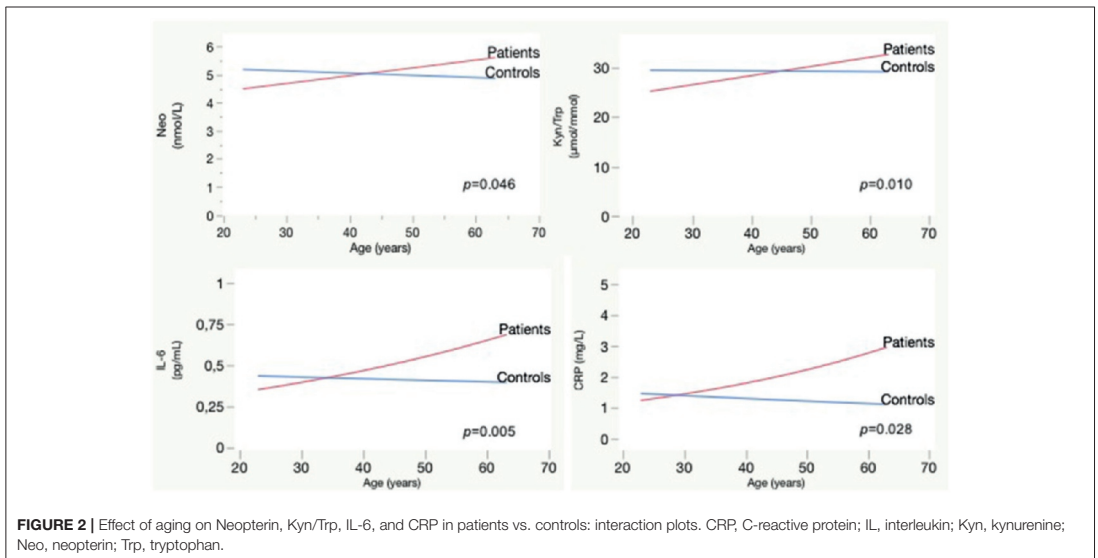 6
5
4
3
2
1
0
Neo
(nmol/L)
Patients
Controls
p=0.046
20 30 40 50 60 70
Age (years)
30
20
10
0
Kyn/Trp
(μmol/mmol)
Patients
Controls
p=0.010
20 30 40 50 60 70
Age (years)
1
0,75
0,5
0,25
0
IL-6
(pg/mL)
Patients
Controls
p=0.005
20 30 40 50 60 70
Age (years)
5
4
3
2
1
0
CRP (mg/L)
Patients
Controls
p=0.028
20 30 40 50 60 70
Age (years)
FIGURE 2 | Effect of aging on Neopterin, Kyn/Trp, IL-6, and CRP in patients vs. controls: interaction plots. CRP, C-reactive protein; IL, interleukin; Kyn, kynurenine;
Neo, neopterin; Trp, tryptophan.